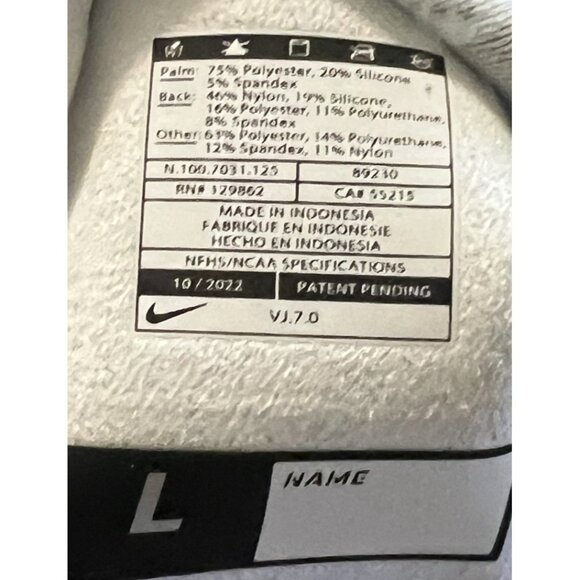 Palm: 75% Polyester, 20% Silicone
5% Spandex
Back: 46% Nylon, 19% Silicone,
16% Polyester, 11% Polyurethane,
8% Spandex
Other: 63% Polyester, 14% Polyurethane,
12% Spandex, 11% Nylon
N.100.7031.125 89230
RN# 129862 CA# 55215
MADE IN INDONESIA
FABRIQUE EN INDONESIE
HECHO EN INDONESIA
NFHS/NCAA SPECIFICATIONS
10 / 2022 PATENT PENDING
VJ.7.0
L NAME